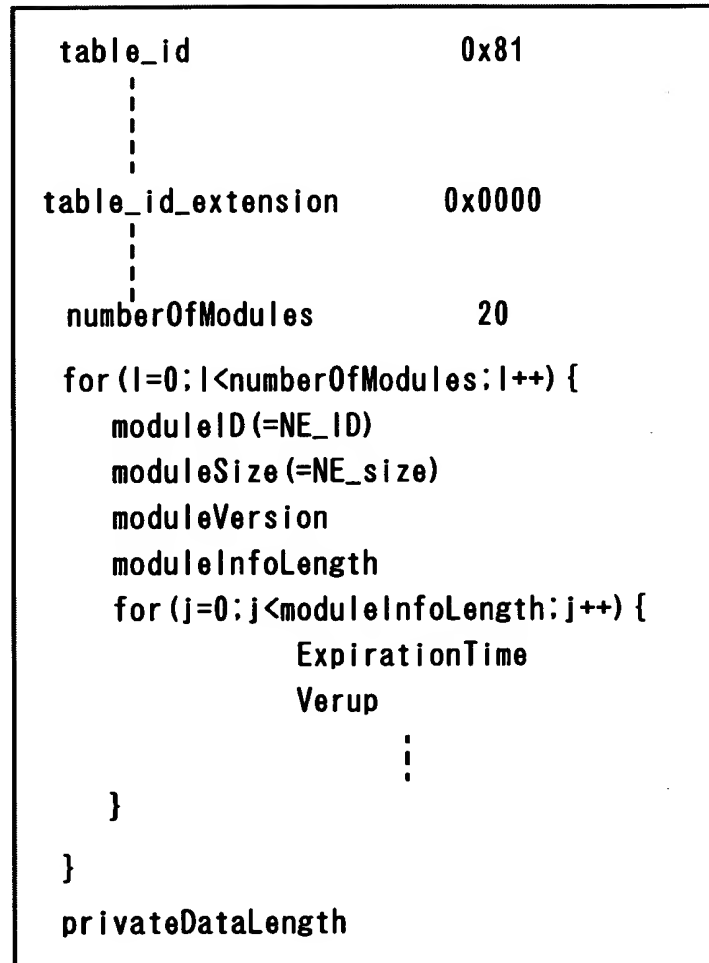 table_id 0x81
table_id_extension 0x0000
numberOfModules 20
for(I=0;I<numberOfModules;I++){
moduleID(=NE_ID)
moduleSize(=NE_size)
moduleVersion
moduleInfoLength
for(j=0;j<moduleInfoLength;j++){
ExpirationTime
Verup
}
}
privateDataLength